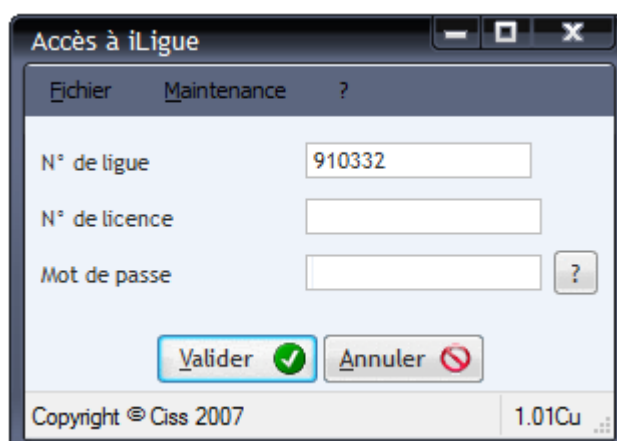 Accès à iLigue
Fichier Maintenance ?
N° de ligue 910332
N° de licence
Mot de passe ?
Valider Annuler
Copyright © Ciss 2007 1.01Cu